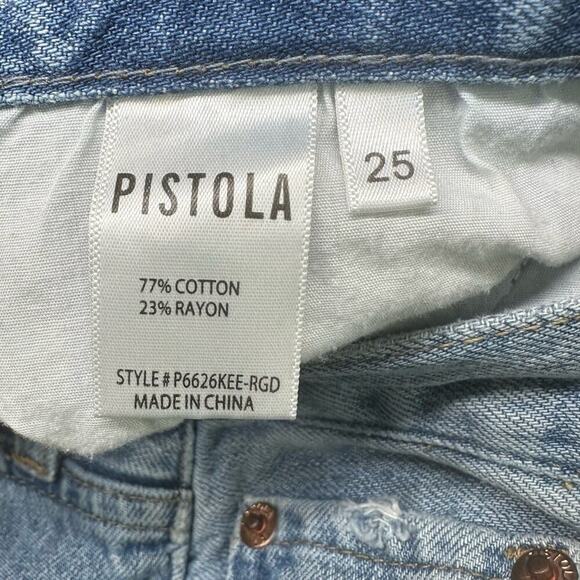 PISTOLA
25
77% COTTON
23% RAYON
STYLE # P6626KEE-RGD
MADE IN CHINA